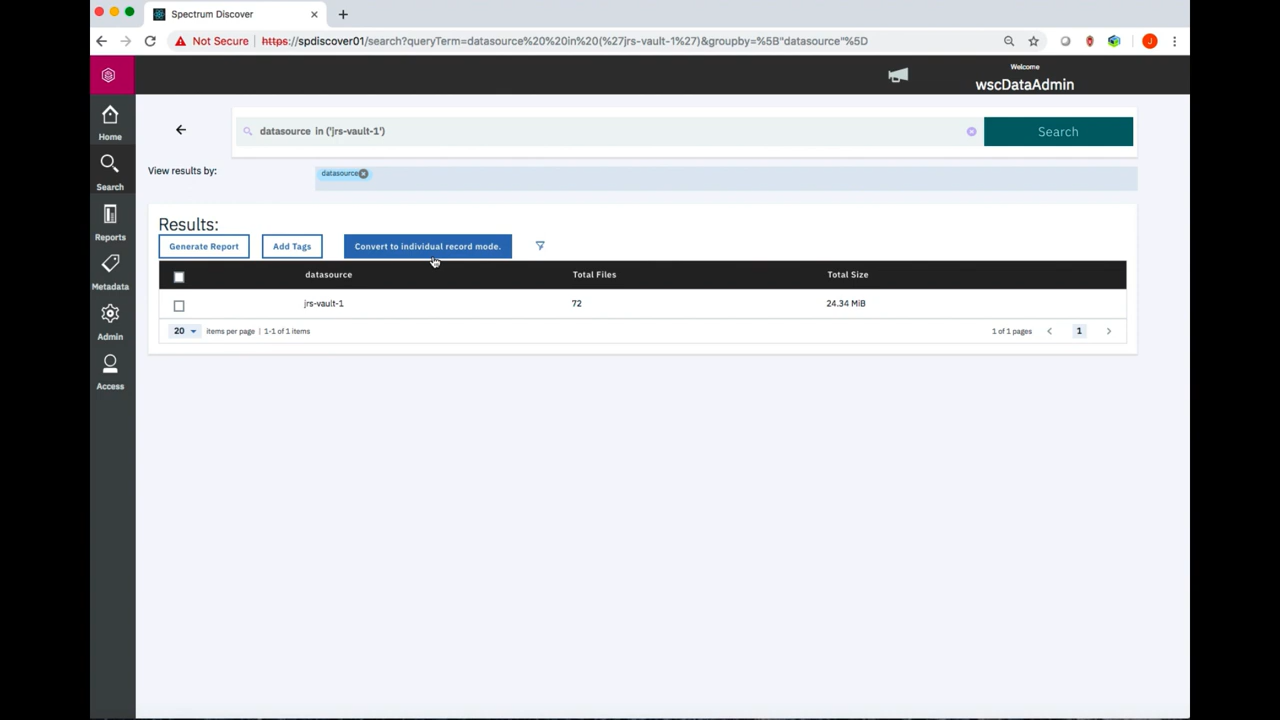 Spectrum Discover
Not Secure https://spdiscover01/search?queryTerm=datasource%20%20in%20(%27jrs-vault-1%27)&groupby=%5B"datasource"%5D
J
Welcome
wscDataAdmin
Home
Search
Reports
Metadata
Admin
Access
datasource in ('jrs-vault-1')
Search
View results by:
datasource
Results:
Generate Report
Add Tags
Convert to individual record mode.
datasource Total Files Total Size
jrs-vault-1 72 24.34 MiB
20 items per page | 1-1 of 1 items
1 of 1 pages 1